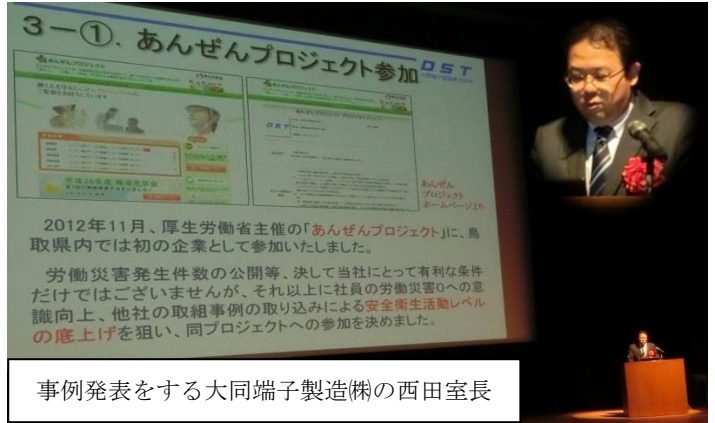 3－①．あんぜんプロジェクト参加
DST
あんぜんプロジェクト
あんぜん
プロジェクト
ホームページより
2012年11月、厚生労働省主催の「あんぜんプロジェクト」に、鳥
取県内では初の企業として参加いたしました。
労働災害発生件数の公開等、決して当社にとって有利な条件
だけではございませんが、それ以上に社員の労働災害0への意
識向上、他社の取組事例の取り込みによる安全衛生活動レベル
の底上げを狙い、同プロジェクトへの参加を決めました。
事例発表をする大同端子製造㈱の西田室長